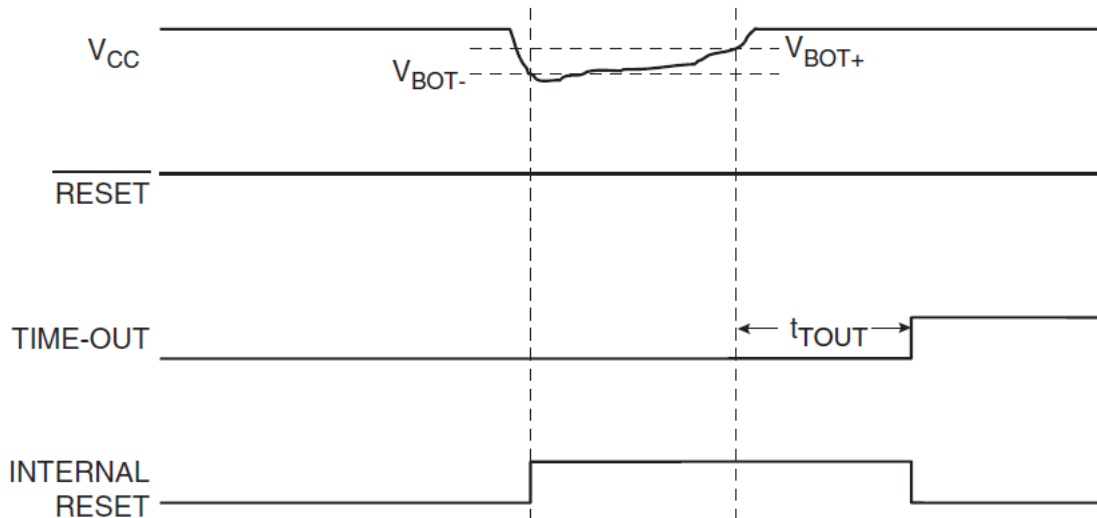 VCC
VBOT-
VBOT+
RESET
TIME-OUT
tTOUT
INTERNAL
RESET